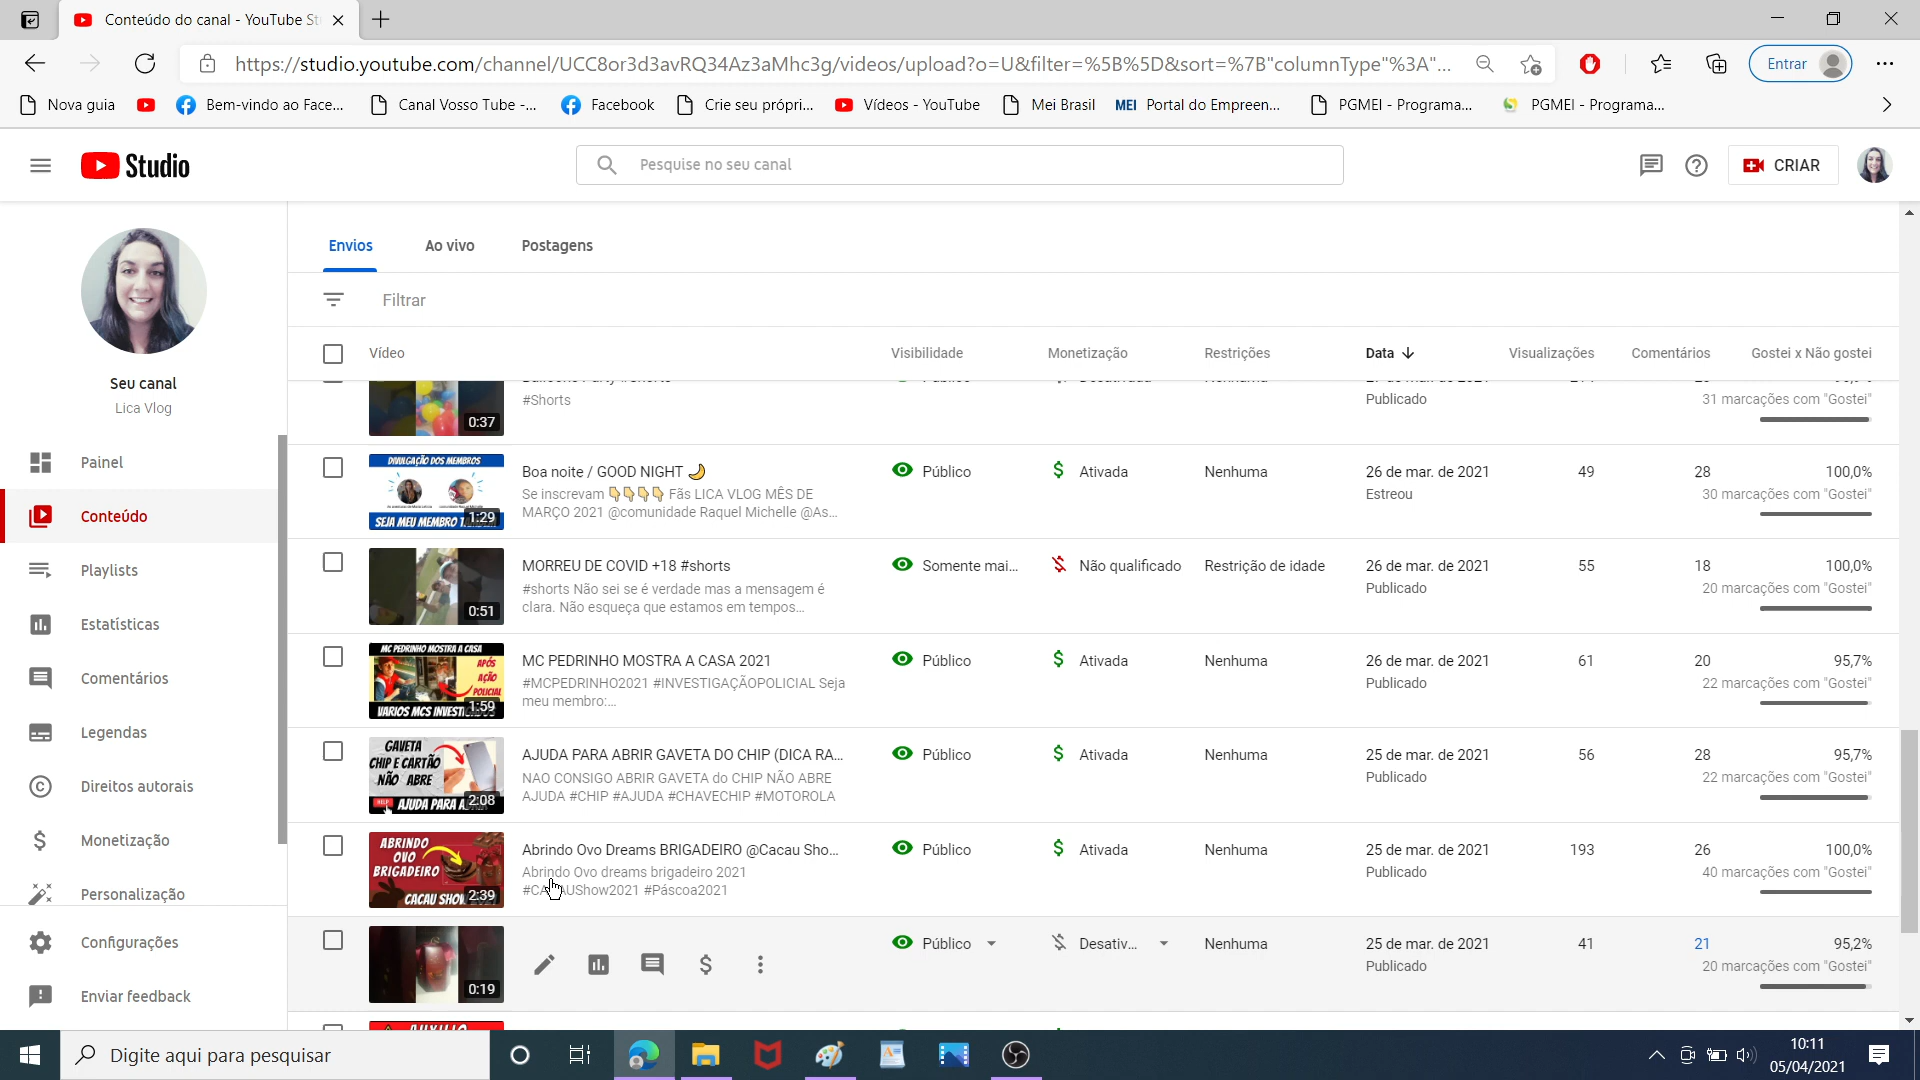 Conteúdo do canal - YouTube St
https://studio.youtube.com/channel/UCC8or3d3avRQ34Az3aMhc3g/videos/upload?o=U&filter=%5B%5D&sort=%7B"columnType"%3A"...
Entrar
Nova guia
Bem-vindo ao Face...
Canal Vosso Tube -...
Facebook
Crie seu própri...
Vídeos - YouTube
Mei Brasil
MEI Portal do Empreen...
PGMEI - Programa...
PGMEI - Programa...
Studio
Pesquise no seu canal
CRIAR
Seu canal
Lica Vlog
Painel
Conteúdo
Playlists
Estatísticas
Comentários
Legendas
Direitos autorais
Monetização
Personalização
Configurações
Enviar feedback
Envios Ao vivo Postagens
Filtrar
Vídeo Visibilidade Monetização Restrições Data Visualizações Comentários Gostei x Não gostei
0:37
#Shorts
Publicado
31 marcações com "Gostei"
DIVULGAÇÃO DOS MEMBROS
SEJA MEU MEMBRO
1:29
Boa noite / GOOD NIGHT 🌙
Se inscrevam 👇👇👇👇 Fãs LICA VLOG MÊS DE
MARÇO 2021 @comunidade Raquel Michelle @As...
Público Ativada Nenhuma 26 de mar. de 2021 49 28 100,0%
Estreou 30 marcações com "Gostei"
0:51
MORREU DE COVID +18 #shorts
#shorts Não sei se é verdade mas a mensagem é
clara. Não esqueça que estamos em tempos...
Somente mai... Não qualificado Restrição de idade 26 de mar. de 2021 55 18 100,0%
Publicado 20 marcações com "Gostei"
MC PEDRINHO MOSTRA A CASA
APÓS
AÇÃO
POLICIAL
VARIOS MCS INVESTI
1:59
MC PEDRINHO MOSTRA A CASA 2021
#MCPEDRINHO2021 #INVESTIGAÇÃOPOLICIAL Seja
meu membro:...
Público Ativada Nenhuma 26 de mar. de 2021 61 20 95,7%
Publicado 22 marcações com "Gostei"
GAVETA
CHIP E CARTÃO
NÃO ABRE
HELP
AJUDA PARA A
2:08
AJUDA PARA ABRIR GAVETA DO CHIP (DICA RA...
NAO CONSIGO ABRIR GAVETA do CHIP NÃO ABRE
AJUDA #CHIP #AJUDA #CHAVECHIP #MOTOROLA
Público Ativada Nenhuma 25 de mar. de 2021 56 28 95,7%
Publicado 22 marcações com "Gostei"
ABRINDO
OVO
BRIGADEIRO
CACAU SHO
2:39
Abrindo Ovo Dreams BRIGADEIRO @Cacau Sho...
Abrindo Ovo dreams brigadeiro 2021
#CACAUShow2021 #Páscoa2021
Público Ativada Nenhuma 25 de mar. de 2021 193 26 100,0%
Publicado 40 marcações com "Gostei"
0:19
Público Desativ... Nenhuma 25 de mar. de 2021 41 21 95,2%
Publicado 20 marcações com "Gostei"
Digite aqui para pesquisar
10:11
05/04/2021